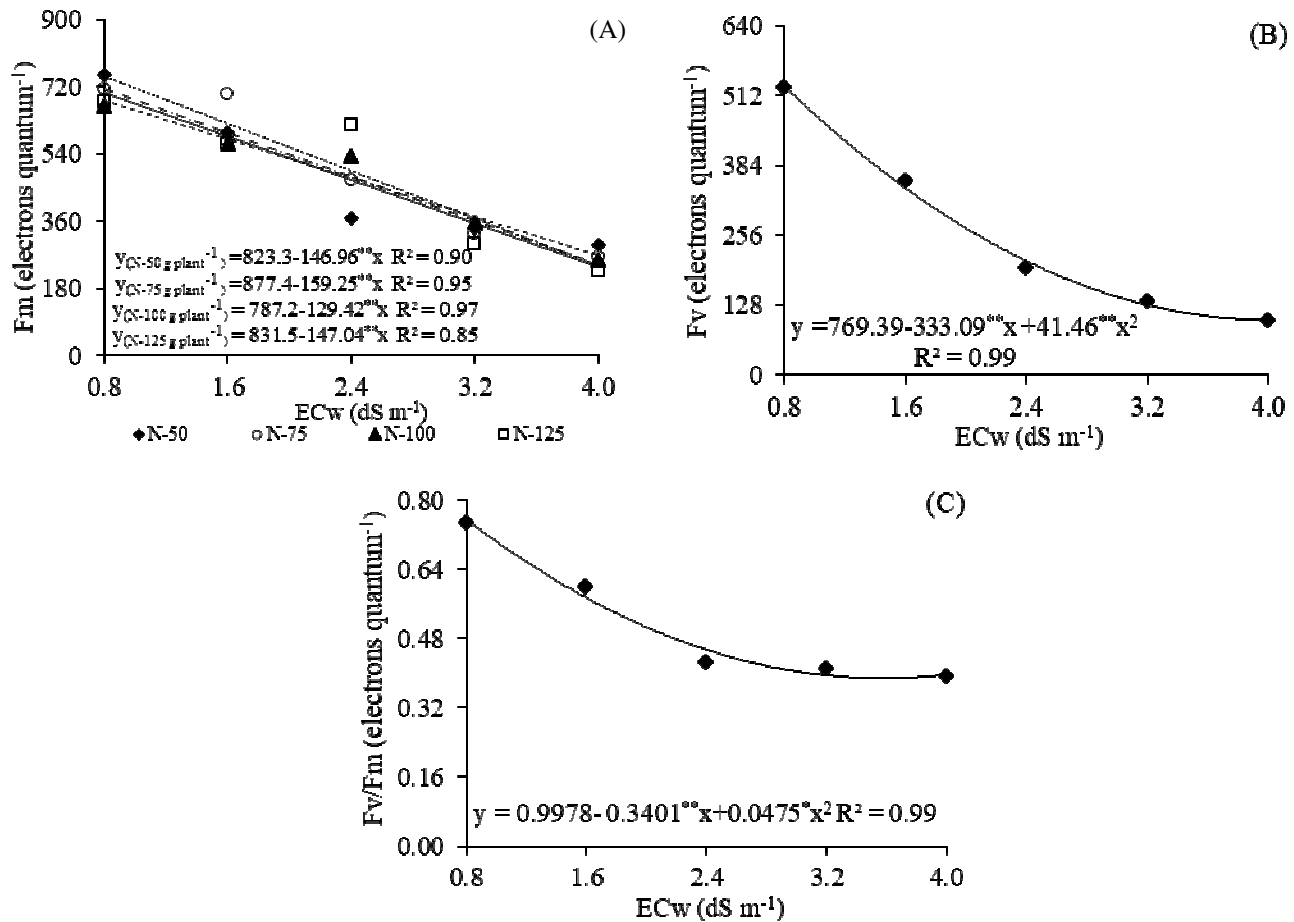 (A)
900
720
540
360
180
0
Fm (electrons quantum⁻¹)
y(N-50 g plant⁻¹)=823.3-146.96**x R² = 0.90
y(N-75 g plant⁻¹)=877.4-159.25**x R² = 0.95
y(N-100 g plant⁻¹)= 787.2-129.42**x R² = 0.97
y(N-125 g plant⁻¹)= 831.5-147.04**x R² = 0.85
0.8 1.6 2.4 3.2 4.0
ECw (dS m⁻¹)
N-50 N-75 N-100 N-125
(B)
640
512
384
256
128
0
Fv (electrons quantum⁻¹)
y =769.39-333.09**x+41.46**x²
R² = 0.99
0.8 1.6 2.4 3.2 4.0
ECw (dS m⁻¹)
(C)
0.80
0.64
0.48
0.32
0.16
0.00
Fv/Fm (electrons quantum⁻¹)
y = 0.9978-0.3401**x+0.0475*x² R² = 0.99
0.8 1.6 2.4 3.2 4.0
ECw (dS m⁻¹)